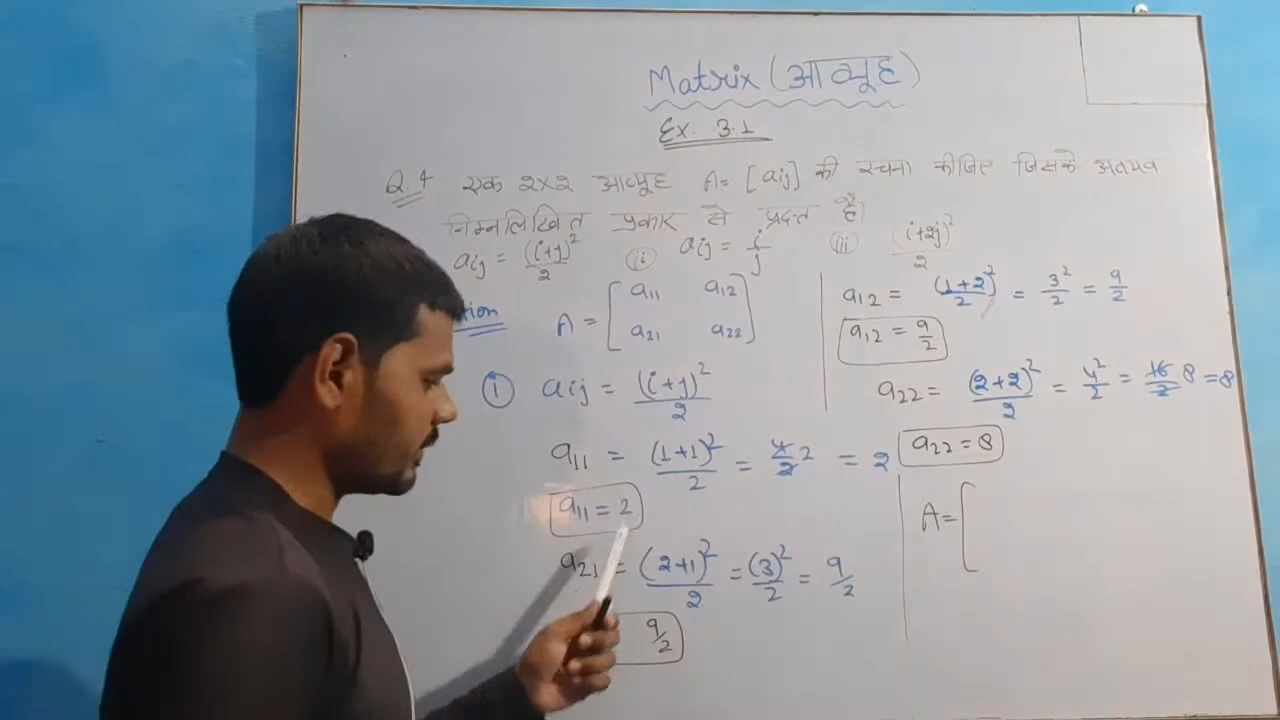 Matrix (आव्यूह)
Ex. 3.1
Q.4 एक 2×2 आव्यूह A= [aij] की रचना कीजिए जिसके अवयव
निम्नलिखित प्रकार से प्रदत्त है।
aij = (i+j)²/2 (ii) aij = i/j (iii) (i+2j)²/2
tion A = [a11 a12
a21 a22]
(i) aij = (i+j)²/2
a11 = (1+1)²/2 = 4/2 2 = 2
a11 = 2
a21 = (2+1)²/2 = (3)²/2 = 9/2
9/2
a12 = (1+2)²/2 = 3²/2 = 9/2
a12 = 9/2
a22 = (2+2)²/2 = 4²/2 = 16/2 8 = 8
a22 = 8
A= [